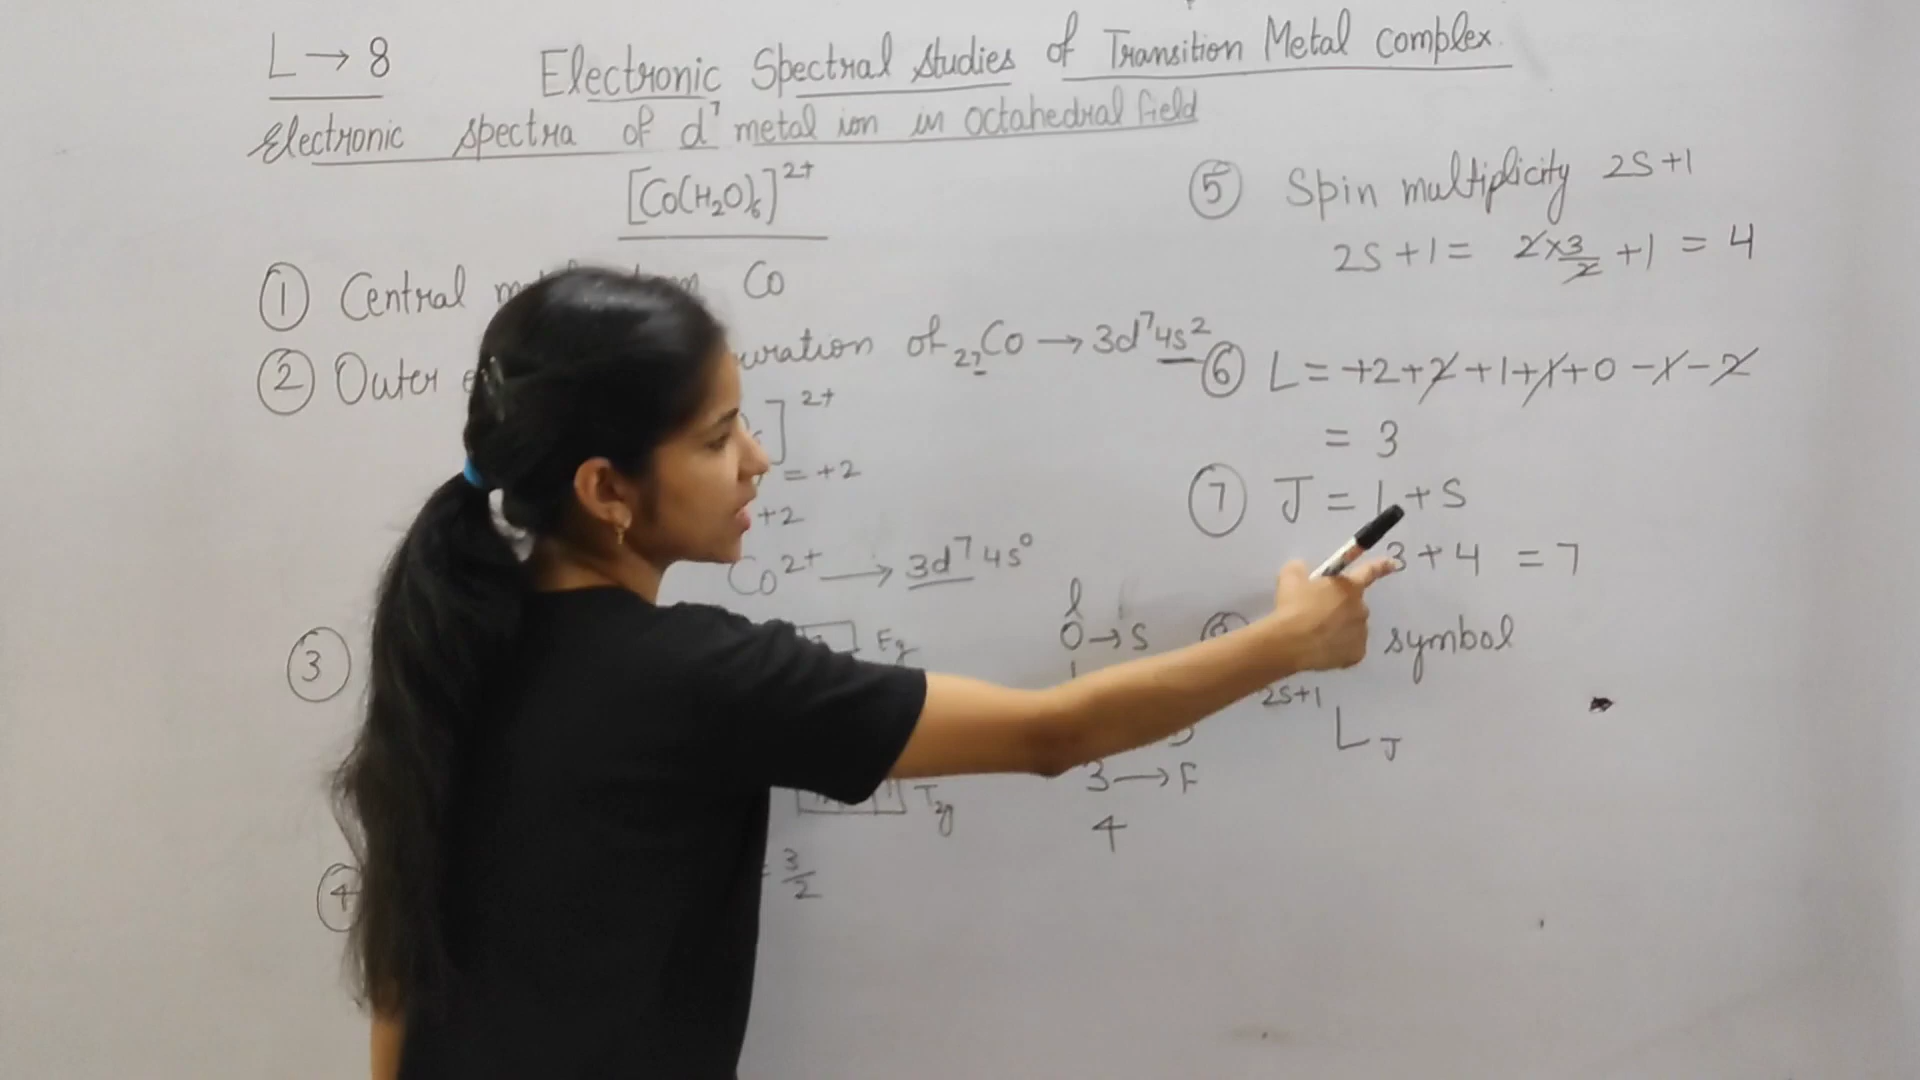 L → 8 Electronic Spectral studies of Transition Metal complex.
Electronic spectra of d⁷ metal ion in octahedral field
[Co(H₂O)₆]²⁺
① Central Co
② Outer of ₂₇Co → 3d⁷4s²
]²⁺
= +2
+2
Co²⁺ → 3d⁷ 4s⁰
③ Eg
T₂g
④ = 3/2
l
0 → S
3 → F
4
⑤ Spin multiplicity 2S+1
2S+1 = 2×3/2 +1 = 4
⑥ L = +2+2+1+1+0-1-2
= 3
⑦ J = L+S
3+4 = 7
symbol
2S+1
L J